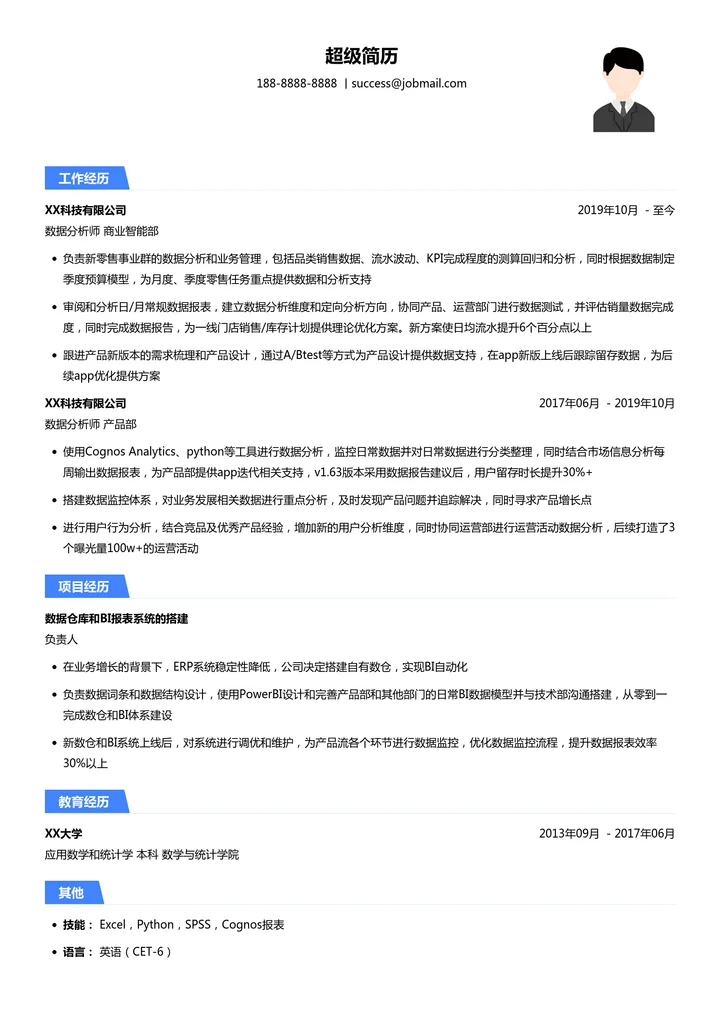 超级简历
188-8888-8888 | success@jobmail.com
工作经历
XX科技有限公司 2019年10月 - 至今
数据分析师 商业智能部
• 负责新零售事业群的数据分析和业务管理，包括品类销售数据、流水波动、KPI完成程度的测算回归和分析，同时根据数据制定
季度预算模型，为月度、季度零售任务重点提供数据和分析支持
• 审阅和分析日/月常规数据报表，建立数据分析维度和定向分析方向，协同产品、运营部门进行数据测试，并评估销量数据完成
度，同时完成数据报告，为一线门店销售/库存计划提供理论优化方案。新方案使日均流水提升6个百分点以上
• 跟进产品新版本的需求梳理和产品设计，通过A/Btest等方式为产品设计提供数据支持，在app新版上线后跟踪留存数据，为后
续app优化提供方案
XX科技有限公司 2017年06月 - 2019年10月
数据分析师 产品部
• 使用Cognos Analytics、python等工具进行数据分析，监控日常数据并对日常数据进行分类整理，同时结合市场信息分析每
周输出数据报表，为产品部提供app迭代相关支持，v1.63版本采用数据报告建议后，用户留存时长提升30%+
• 搭建数据监控体系，对业务发展相关数据进行重点分析，及时发现产品问题并追踪解决，同时寻求产品增长点
• 进行用户行为分析，结合竞品及优秀产品经验，增加新的用户分析维度，同时协同运营部进行运营活动数据分析，后续打造了3
个曝光量100w+的运营活动
项目经历
数据仓库和BI报表系统的搭建
负责人
• 在业务增长的背景下，ERP系统稳定性降低，公司决定搭建自有数仓，实现BI自动化
• 负责数据词条和数据结构设计，使用PowerBI设计和完善产品部和其他部门的日常BI数据模型并与技术部沟通搭建，从零到一
完成数仓和BI体系建设
• 新数仓和BI系统上线后，对系统进行调优和维护，为产品流各个环节进行数据监控，优化数据监控流程，提升数据报表效率
30%以上
教育经历
XX大学 2013年09月 - 2017年06月
应用数学和统计学 本科 数学与统计学院
其他
• 技能： Excel，Python，SPSS，Cognos报表
• 语言： 英语（CET-6）